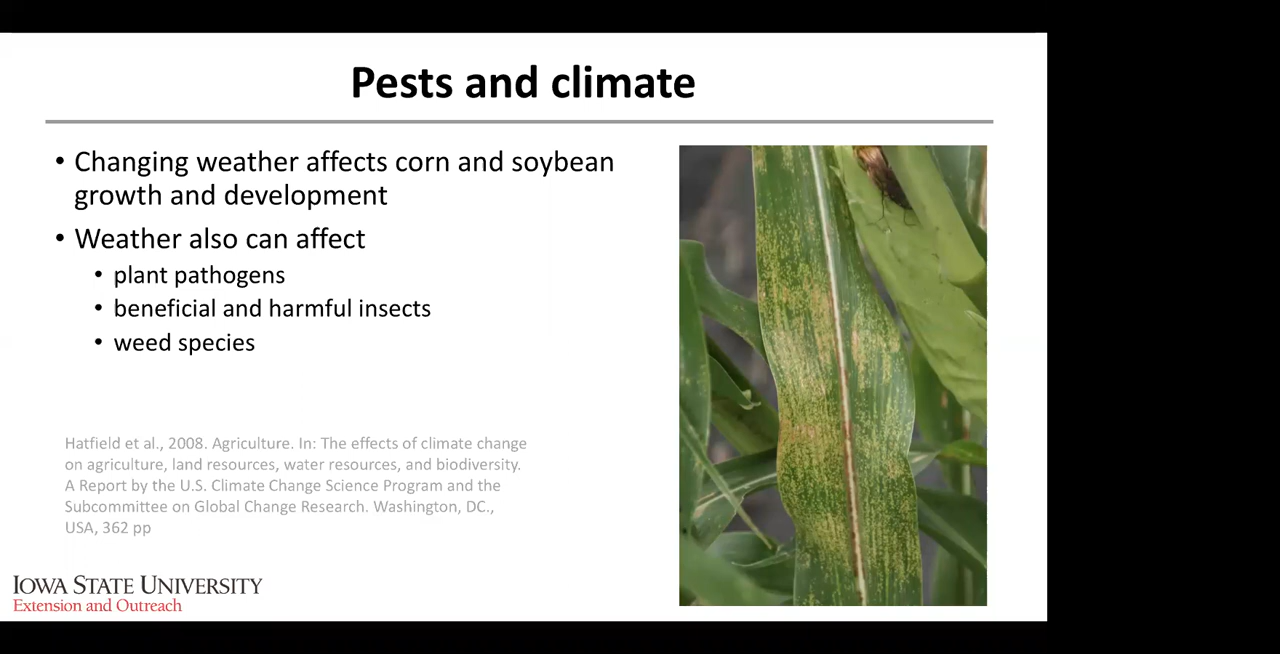 Pests and climate
• Changing weather affects corn and soybean
growth and development
• Weather also can affect
• plant pathogens
• beneficial and harmful insects
• weed species
Hatfield et al., 2008. Agriculture. In: The effects of climate change
on agriculture, land resources, water resources, and biodiversity.
A Report by the U.S. Climate Change Science Program and the
Subcommittee on Global Change Research. Washington, DC.,
USA, 362 pp
IOWA STATE UNIVERSITY
Extension and Outreach